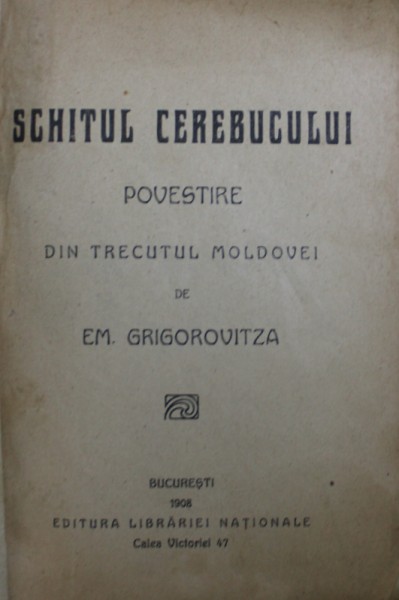 SCHITUL CEREBUCULUI
POVESTIRE
DIN TRECUTUL MOLDOVEI
DE
EM. GRIGOROVITZA
BUCUREȘTI
1908
EDITURA LIBRĂRIEI NAȚIONALE
Calea Victoriei 47